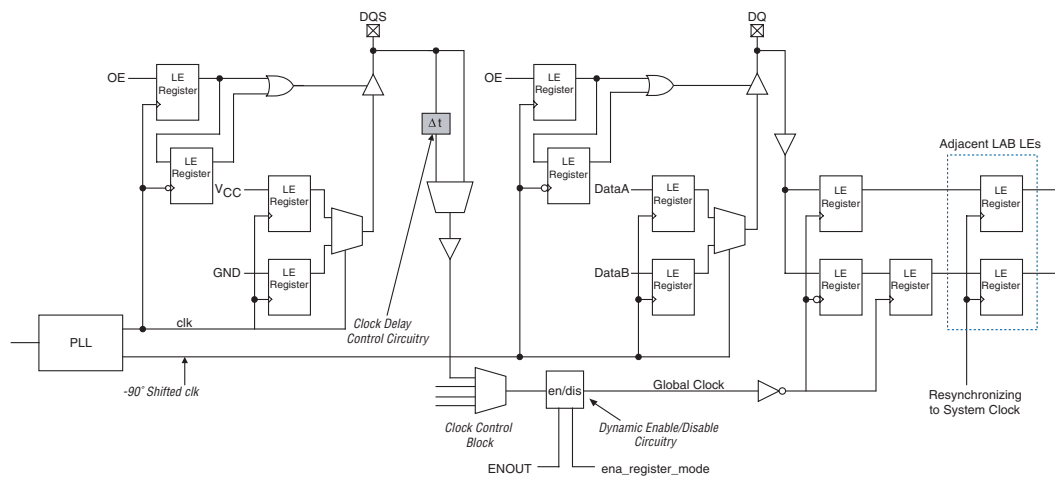 DQS
DQ
OE
LE
Register
OE
LE
Register
Δt
Adjacent LAB LEs
LE
Register
LE
Register
VCC
LE
Register
DataA
LE
Register
LE
Register
LE
Register
GND
LE
Register
DataB
LE
Register
LE
Register
LE
Register
LE
Register
clk
PLL
Clock Delay
Control Circuitry
-90° Shifted clk
en/dis
Global Clock
Resynchronizing
to System Clock
Clock Control
Block
Dynamic Enable/Disable
Circuitry
ENOUT
ena_register_mode